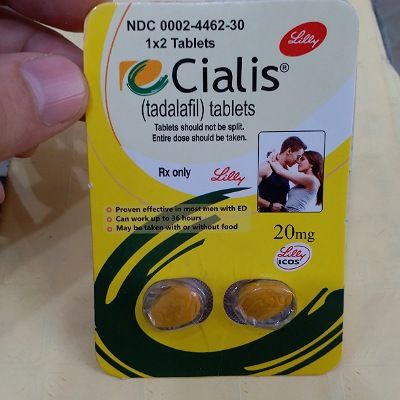 NDC 0002-4462-30
1x2 Tablets
Lilly
Cialis®
(tadalafil) tablets
Tablets should not be split.
Entire dose should be taken.
Rx only
Lilly
Proven effective in most men with ED
Can work up to 36 hours
May be taken with or without food
20mg
Lilly
ICOS